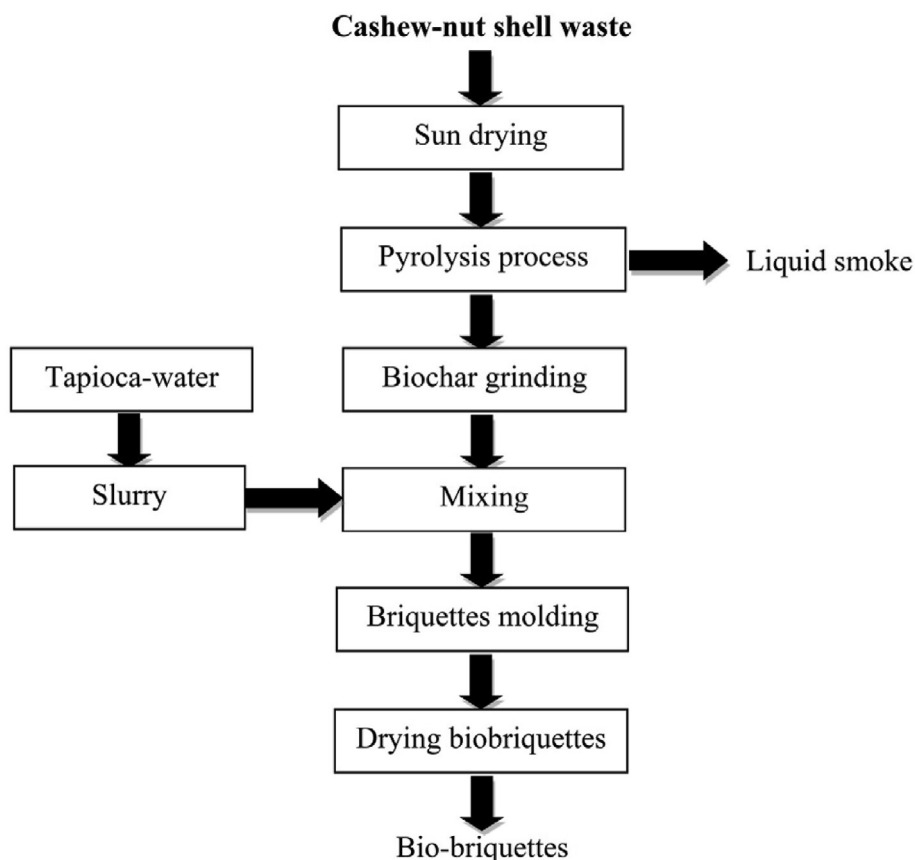 Cashew-nut shell waste
Sun drying
Pyrolysis process
Liquid smoke
Tapioca-water
Biochar grinding
Slurry
Mixing
Briquettes molding
Drying biobriquettes
Bio-briquettes